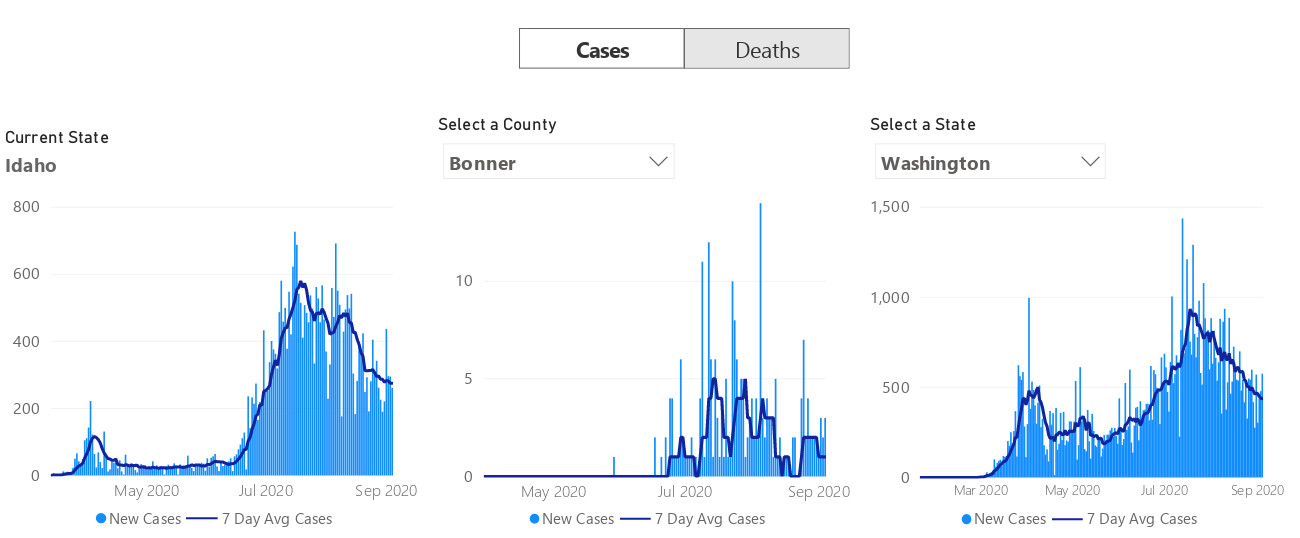 Cases Deaths
Current State
Idaho
Select a County
Bonner
Select a State
Washington
800
600
400
200
0
May 2020 Jul 2020 Sep 2020
New Cases 7 Day Avg Cases
10
5
0
May 2020 Jul 2020 Sep 2020
New Cases 7 Day Avg Cases
1,500
1,000
500
0
Mar 2020 May 2020 Jul 2020 Sep 2020
New Cases 7 Day Avg Cases